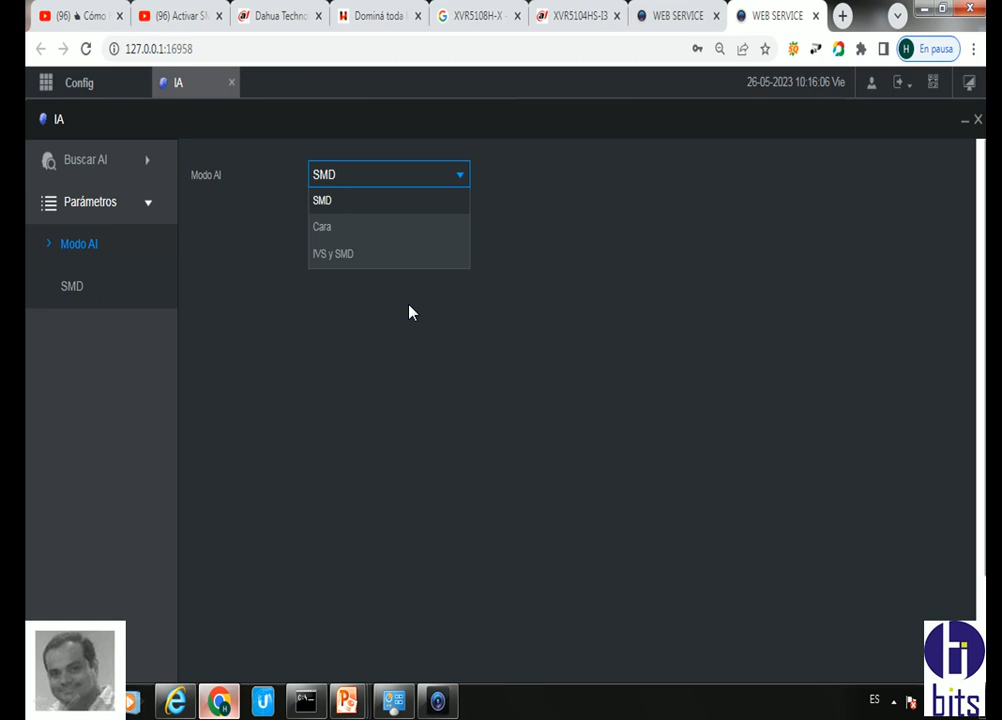 (96) Cómo
(96) Activar SM
Dahua Techno
Dominá toda
XVR5108H-X -
XVR5104HS-I3
WEB SERVICE
WEB SERVICE
127.0.0.1:16958
H En pausa
Config
IA
26-05-2023 10:16:06 Vie
IA
Buscar AI
Parámetros
Modo AI
SMD
Modo AI
SMD
SMD
Cara
IVS y SMD
ES
bits